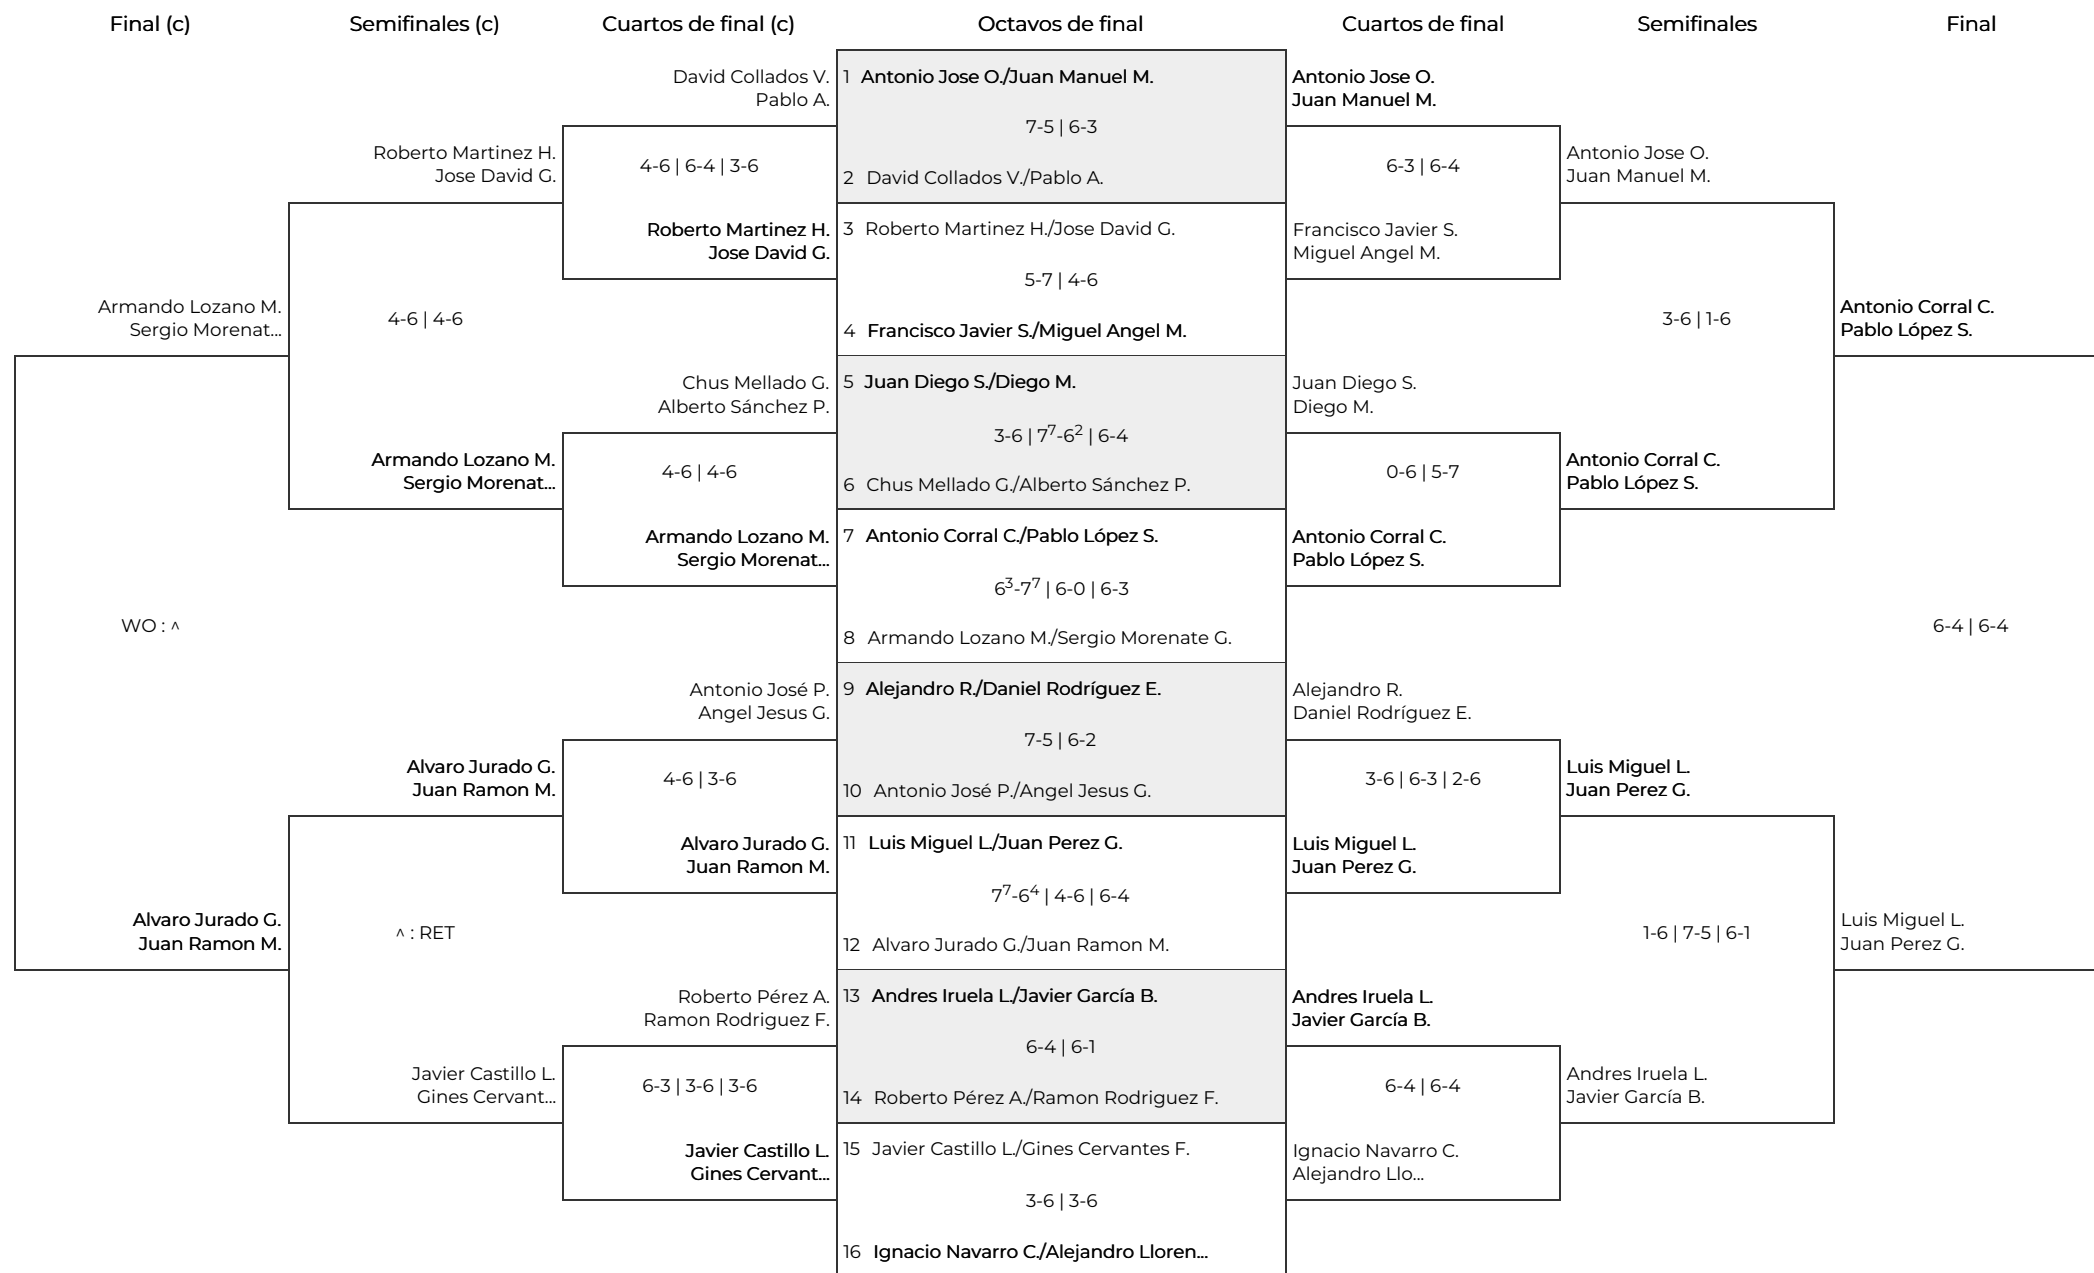 Final (c) Semifinales (c) Cuartos de final (c) Octavos de final Cuartos de final Semifinales Final
David Collados V. 1 Antonio Jose O./Juan Manuel M. Antonio Jose O.
Pablo A. Juan Manuel M.
7-5 | 6-3
Roberto Martinez H. Antonio Jose O.
4-6 | 6-4 | 3-6 6-3 | 6-4
Jose David G. 2 David Collados V./Pablo A. Juan Manuel M.
Roberto Martinez H. 3 Roberto Martinez H./Jose David G. Francisco Javier S.
Jose David G. Miguel Angel M.
5-7 | 4-6
Armando Lozano M. Antonio Corral C.
4-6 | 4-6 3-6 | 1-6
Sergio Morenat... 4 Francisco Javier S./Miguel Angel M. Pablo López S.
Chus Mellado G. 5 Juan Diego S./Diego M. Juan Diego S.
Alberto Sánchez P. Diego M.
3-6 | 7⁷-6² | 6-4
Armando Lozano M. Antonio Corral C.
4-6 | 4-6 0-6 | 5-7
Sergio Morenat... 6 Chus Mellado G./Alberto Sánchez P. Pablo López S.
Armando Lozano M. 7 Antonio Corral C./Pablo López S. Antonio Corral C.
Sergio Morenat... Pablo López S.
6³-7⁷ | 6-0 | 6-3
WO : ^ 6-4 | 6-4
8 Armando Lozano M./Sergio Morenate G.
Antonio José P. 9 Alejandro R./Daniel Rodríguez E. Alejandro R.
Angel Jesus G. Daniel Rodríguez E.
7-5 | 6-2
Alvaro Jurado G. Luis Miguel L.
4-6 | 3-6 3-6 | 6-3 | 2-6
Juan Ramon M. 10 Antonio José P./Angel Jesus G. Juan Perez G.
Alvaro Jurado G. 11 Luis Miguel L./Juan Perez G. Luis Miguel L.
Juan Ramon M. Juan Perez G.
7⁷-6⁴ | 4-6 | 6-4
Alvaro Jurado G. Luis Miguel L.
^ : RET 1-6 | 7-5 | 6-1
Juan Ramon M. 12 Alvaro Jurado G./Juan Ramon M. Juan Perez G.
Roberto Pérez A. 13 Andres Iruela L./Javier García B. Andres Iruela L.
Ramon Rodriguez F. Javier García B.
6-4 | 6-1
Javier Castillo L. Andres Iruela L.
6-3 | 3-6 | 3-6 6-4 | 6-4
Gines Cervant... 14 Roberto Pérez A./Ramon Rodriguez F. Javier García B.
Javier Castillo L. 15 Javier Castillo L./Gines Cervantes F. Ignacio Navarro C.
Gines Cervant... Alejandro Llo...
3-6 | 3-6
16 Ignacio Navarro C./Alejandro Lloren...